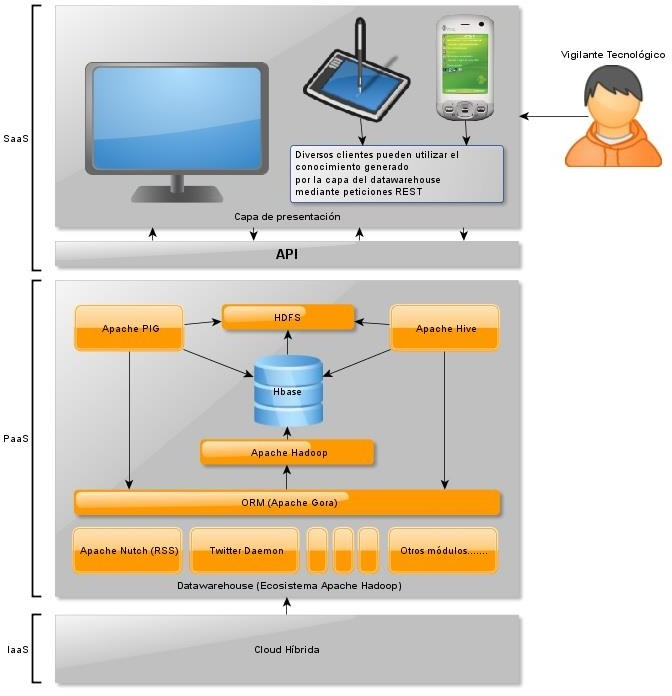 Vigilante Tecnológico
SaaS
Diversos clientes pueden utilizar el
conocimiento generado
por la capa del datawarehouse
mediante peticiones REST
Capa de presentación
API
HDFS
Apache PIG
Apache Hive
Hbase
PaaS
Apache Hadoop
ORM (Apache Gora)
Apache Nutch (RSS)
Twitter Daemon
Otros módulos.......
Datawarehouse (Ecosistema Apache Hadoop)
IaaS
Cloud Híbrida